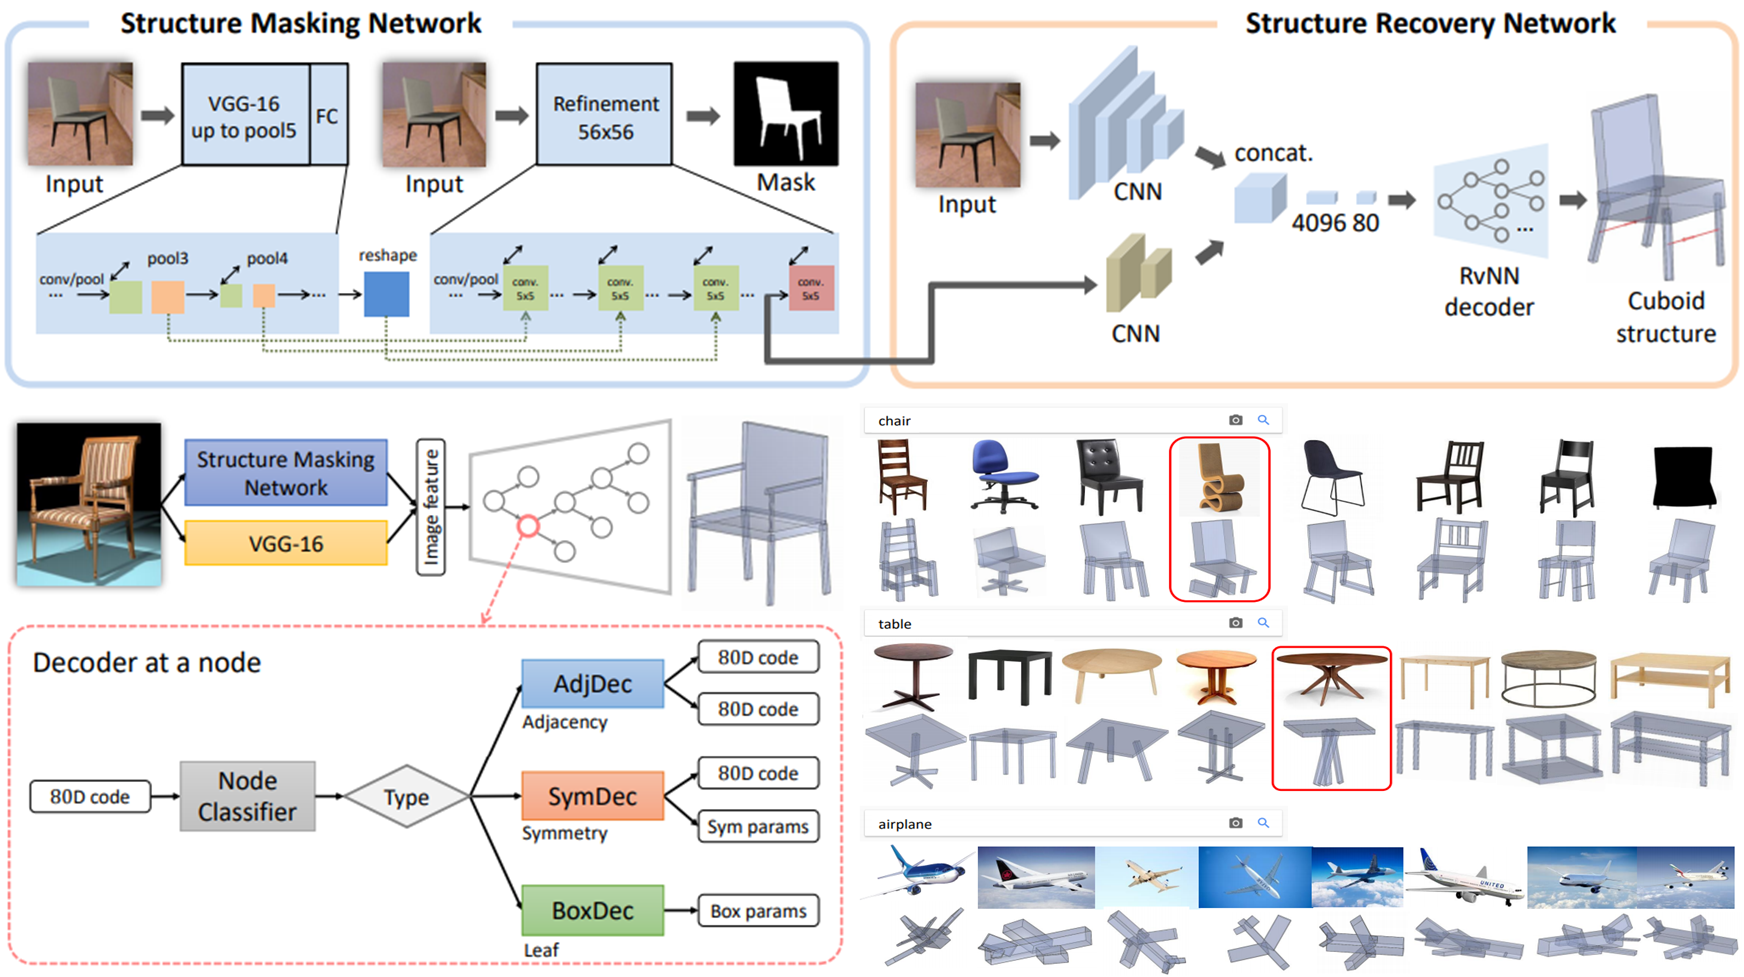 Structure Masking Network
Input
VGG-16
up to pool5
FC
Input
Refinement
56x56
Mask
conv/pool
...
pool3
pool4
...
reshape
conv/pool
...
conv.
5x5
...
conv.
5x5
...
conv.
5x5
...
conv.
5x5
Structure Recovery Network
Input
CNN
CNN
concat.
4096 80
...
RvNN
decoder
Cuboid
structure
Structure Masking
Network
VGG-16
Image feature
Decoder at a node
80D code
Node
Classifier
Type
AdjDec
Adjacency
80D code
80D code
SymDec
Symmetry
80D code
Sym params
BoxDec
Leaf
Box params
chair
table
airplane
UNITED